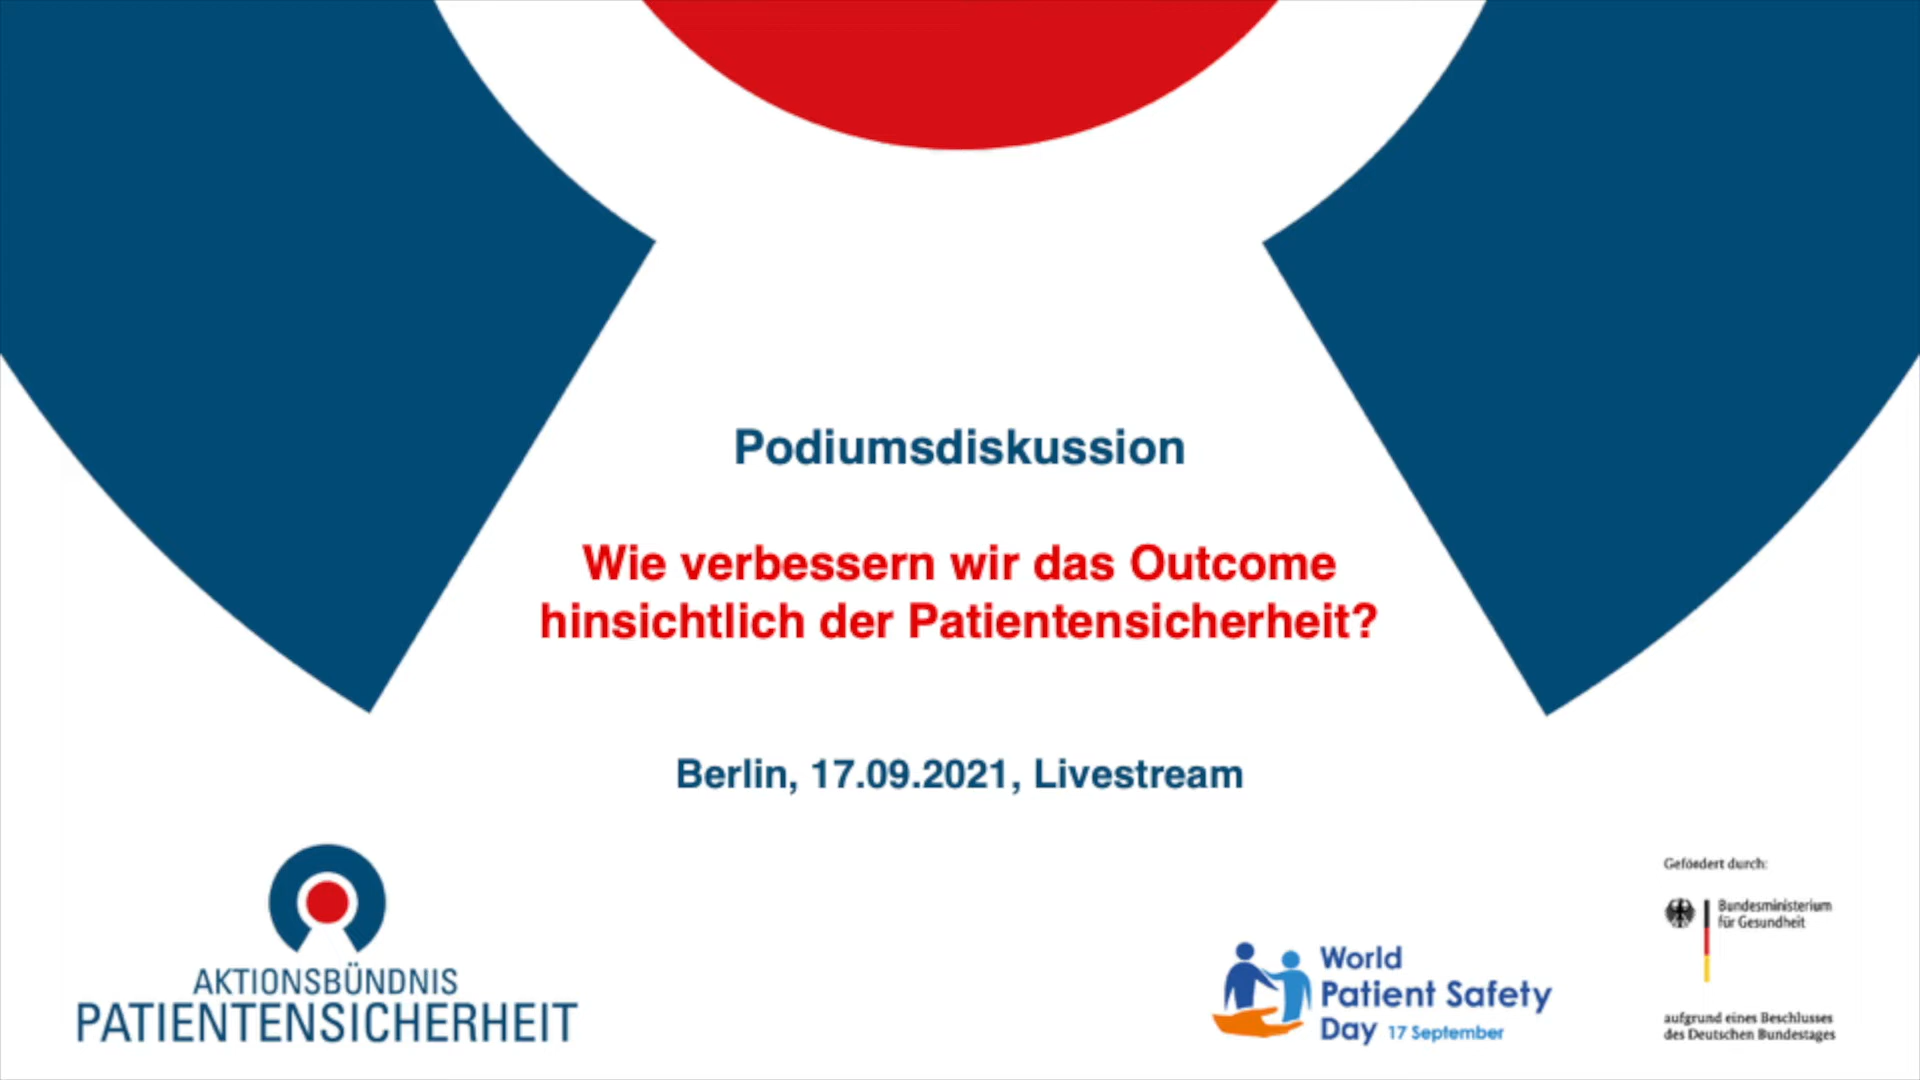 Podiumsdiskussion
Wie verbessern wir das Outcome
hinsichtlich der Patientensicherheit?
Berlin, 17.09.2021, Livestream
AKTIONSBÜNDNIS
PATIENTENSICHERHEIT
World
Patient Safety
Day 17 September
Gefördert durch:
Bundesministerium
für Gesundheit
aufgrund eines Beschlusses
des Deutschen Bundestages